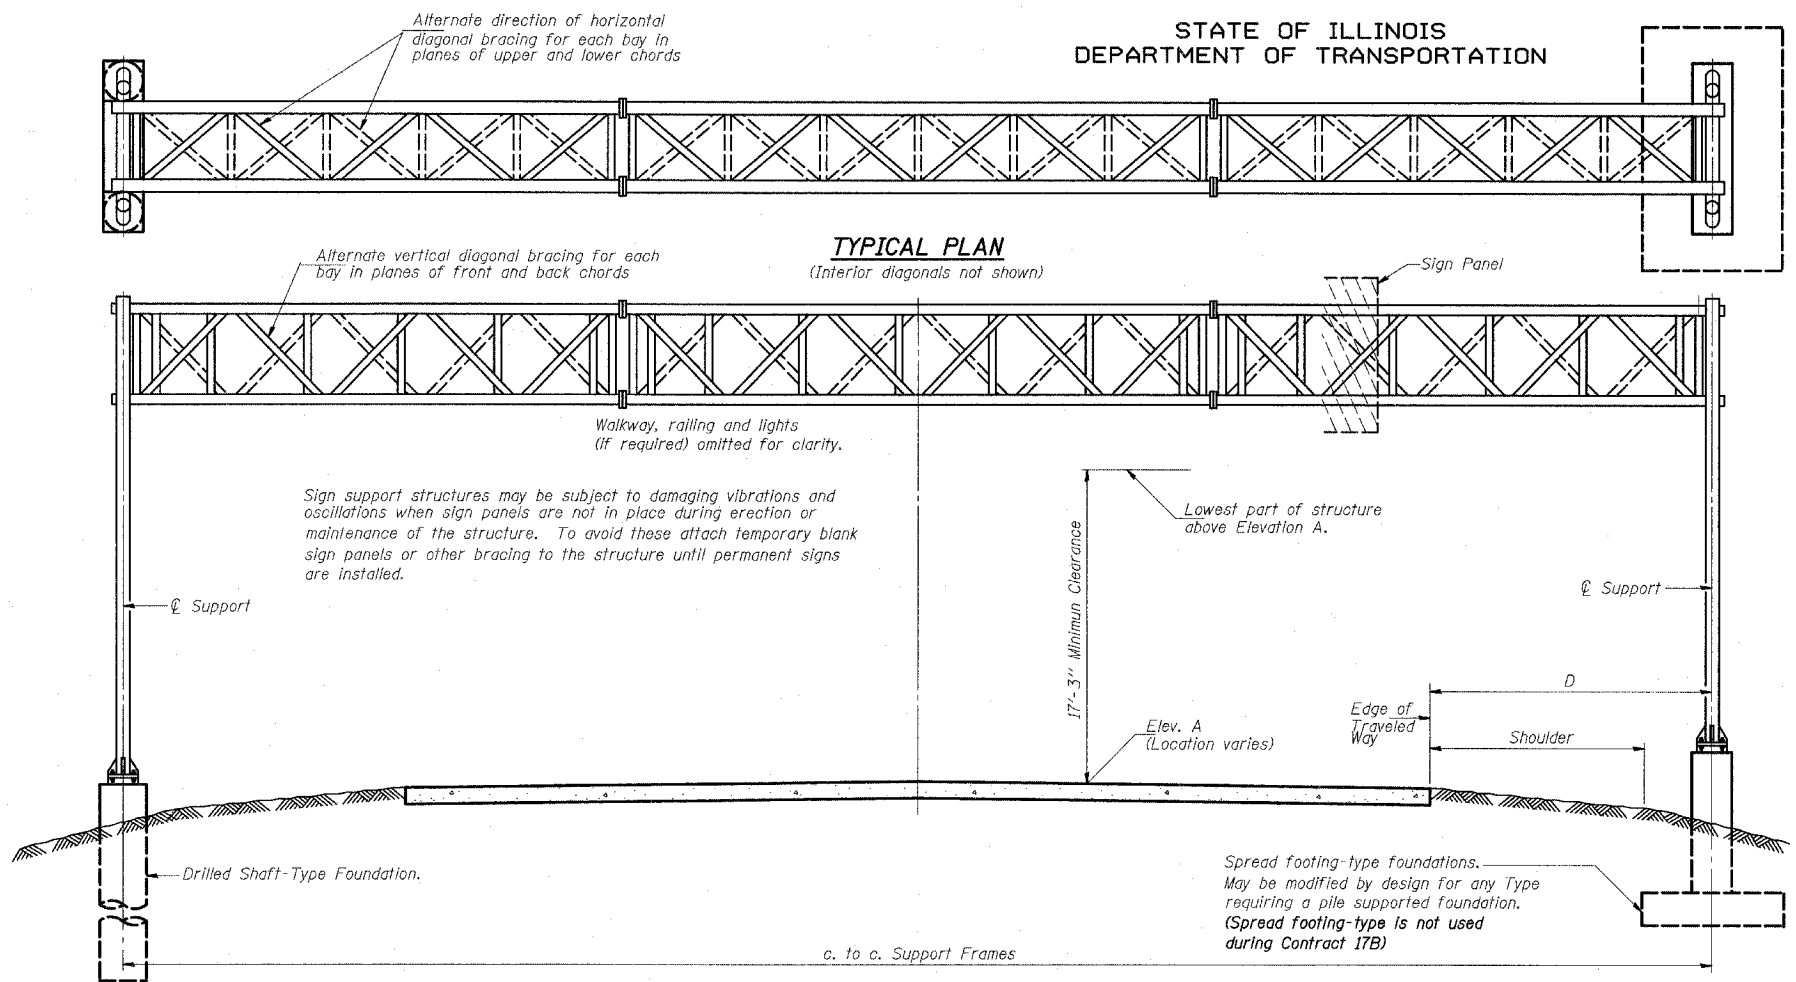 Alternate direction of horizontal
diagonal bracing for each bay in
planes of upper and lower chords
STATE OF ILLINOIS
DEPARTMENT OF TRANSPORTATION
TYPICAL PLAN
(Interior diagonals not shown)
Alternate vertical diagonal bracing for each
bay in planes of front and back chords
Sign Panel
Walkway, railing and lights
(if required) omitted for clarity.
Sign support structures may be subject to damaging vibrations and
oscillations when sign panels are not in place during erection or
maintenance of the structure. To avoid these attach temporary blank
sign panels or other bracing to the structure until permanent signs
are installed.
Lowest part of structure
above Elevation A.
17'-3" Minimun Clearance
℄ Support
℄ Support
D
Edge of
Traveled
Way
Shoulder
Elev. A
(Location varies)
Drilled Shaft-Type Foundation.
Spread footing-type foundations.
May be modified by design for any Type
requiring a pile supported foundation.
(Spread footing-type is not used
during Contract 17B)
c. to c. Support Frames